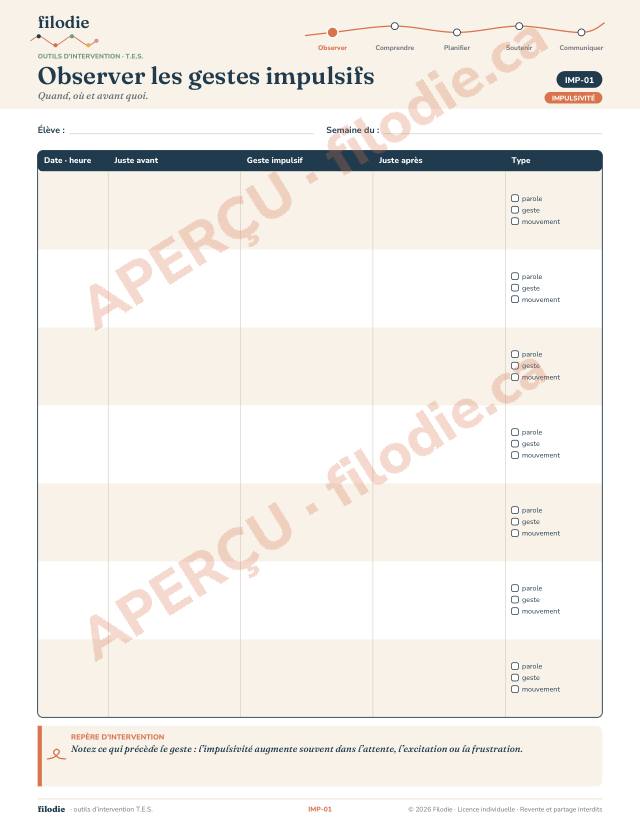 filodie
OUTILS D'INTERVENTION · T.E.S.
Observer
Comprendre
Planifier
Soutenir
Communiquer
Observer les gestes impulsifs
Quand, où et avant quoi.
IMP-01
IMPULSIVITÉ
Élève :
Semaine du :
Date · heure Juste avant Geste impulsif Juste après Type
parole
geste
mouvement
parole
geste
mouvement
parole
geste
mouvement
parole
geste
mouvement
parole
geste
mouvement
parole
geste
mouvement
parole
geste
mouvement
APERÇU · filodie.ca
APERÇU · filodie.ca
REPÈRE D'INTERVENTION
Notez ce qui précède le geste : l'impulsivité augmente souvent dans l'attente, l'excitation ou la frustration.
filodie · outils d'intervention T.E.S. IMP-01 © 2026 Filodie · Licence individuelle · Revente et partage interdits